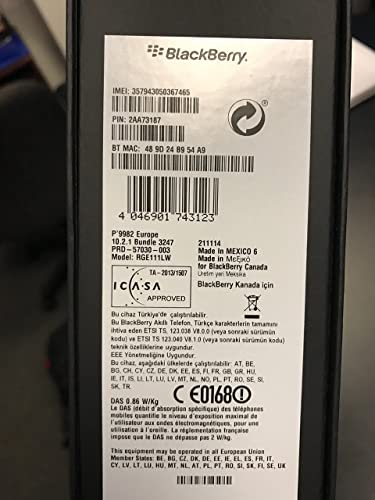 BlackBerry.
IMEI: 357943050367465
PIN: 2AA73187
BT MAC: 48 9D 24 B9 54 A9
4 046901 743123
P'9982 Europe
10.2.1 Bundle 3247
PRD-57030-003
Model: RGE111LW
211114
Made in MEXICO 6
Made in Μεξικό
for BlackBerry Canada
Üretim yeri Meksika
BlackBerry Kanada için
TA - 2013/1507
ICASA
APPROVED
Bu cihaz Türkiye'de çalıştırılabilir.
Bu BlackBerry Akıllı Telefon, Türkçe karakterlerin tamamını
ihtiva eden ETSI TS 123.038 V8.0.0 (veya sonraki sürümün
kodu) ve ETSI TS 123.040 V8.1.0 (veya sonraki sürümün kodu)
teknik özelliklerine uygundur.
EEE Yönetmeliğine Uygundur.
Bu cihaz, aşağıdaki ülkelerde çalıştırılabilir: AT, BE,
BG, CH, CY, CZ, DE, DK, EE, ES, FI, FR, GB, GR, HU,
IE, IT, IS, LI, LT, LU, LV, MT, NL, NO, PL, PT, RO, SE, SI,
SK, TR.
CE0168
DAS 0.86 W/Kg
Le DAS (débit d'absorption spécifique) des téléphones
mobiles quantifie le niveau d'exposition maximal de
l'utilisateur aux ondes électromagnétiques, pour une
utilisation à l'oreille. La réglementation française
impose que le DAS ne dépasse pas 2 W/kg.
This equipment may be operated in all European Union
Member States: BE, BG, CZ, DK, DE, EE, IE, EL, ES, FR, IT,
CY, LV, LT, LU, HU, MT, NL, AT, PL, PT, RO, SI, SK, FI, SE, UK